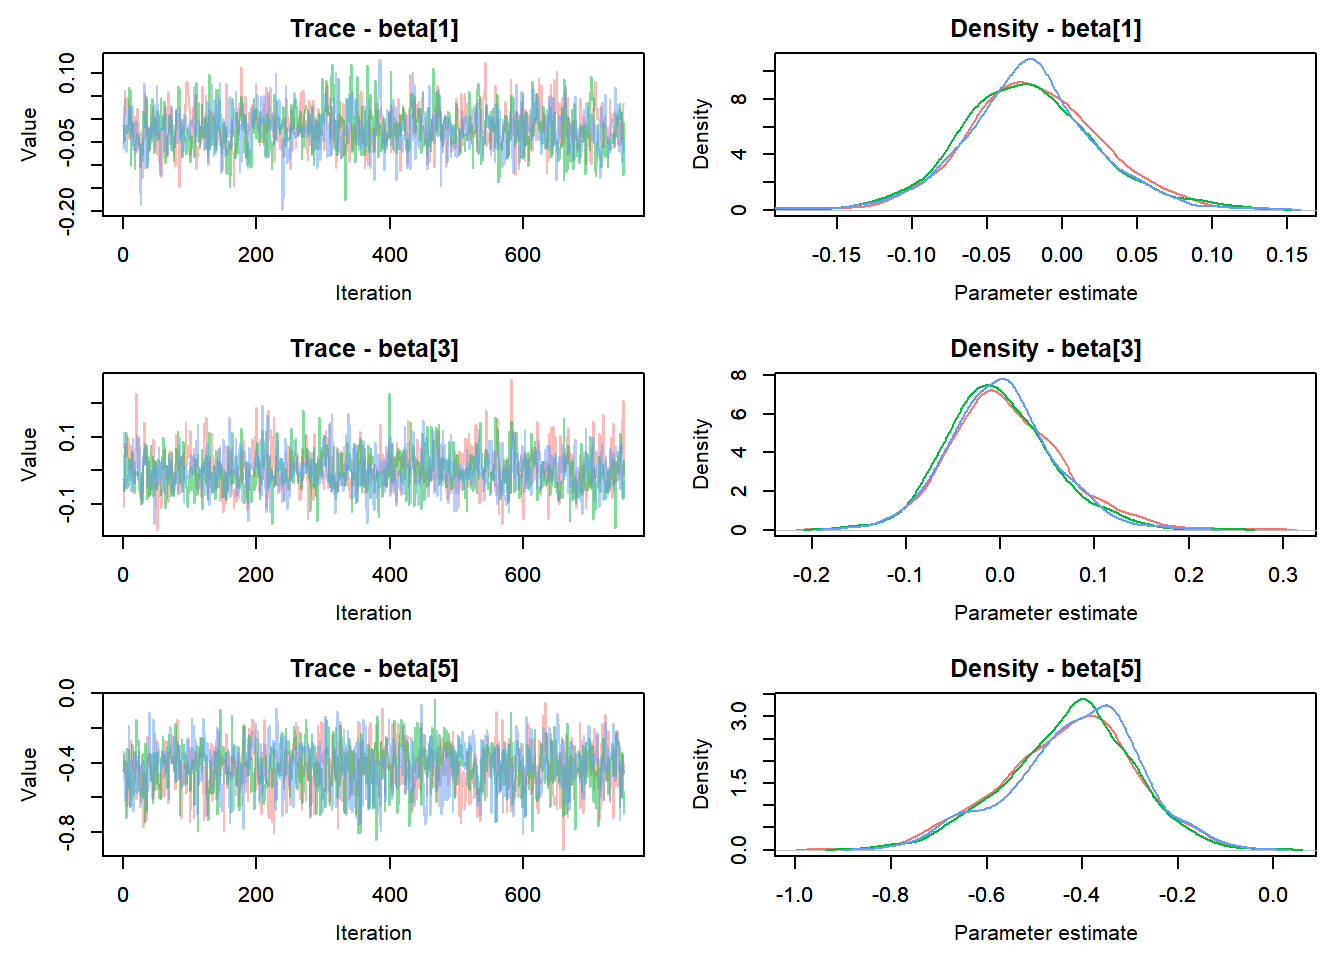 Trace - beta[1]
Value
0.10
-0.05
-0.20
0 200 400 600
Iteration
Density - beta[1]
Density
8
4
0
-0.15 -0.10 -0.05 0.00 0.05 0.10 0.15
Parameter estimate
Trace - beta[3]
Value
0.1
-0.1
0 200 400 600
Iteration
Density - beta[3]
Density
8
6
4
2
0
-0.2 -0.1 0.0 0.1 0.2 0.3
Parameter estimate
Trace - beta[5]
Value
0.0
-0.4
-0.8
0 200 400 600
Iteration
Density - beta[5]
Density
3.0
1.5
0.0
-1.0 -0.8 -0.6 -0.4 -0.2 0.0
Parameter estimate